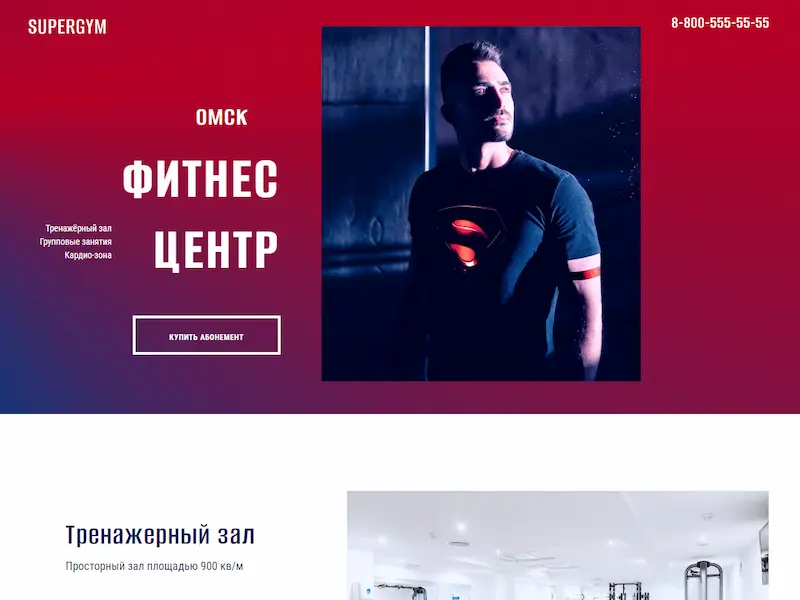 SUPERGYM
8-800-555-55-55
ОМСК
ФИТНЕС
ЦЕНТР
Тренажёрный зал
Групповые занятия
Кардио-зона
КУПИТЬ АБОНЕМЕНТ
Тренажерный зал
Просторный зал площадью 900 кв/м